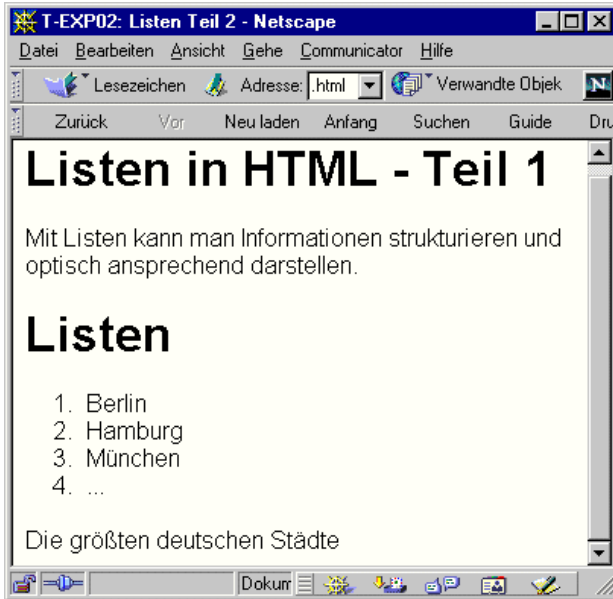 T-EXP02: Listen Teil 2 - Netscape
Datei Bearbeiten Ansicht Gehe Communicator Hilfe
Lesezeichen Adresse: .html Verwandte Objek N
Zurück Vor Neu laden Anfang Suchen Guide Dru
Listen in HTML - Teil 1
Mit Listen kann man Informationen strukturieren und
optisch ansprechend darstellen.
Listen
1. Berlin
2. Hamburg
3. München
4. ...
Die größten deutschen Städte
Dokum